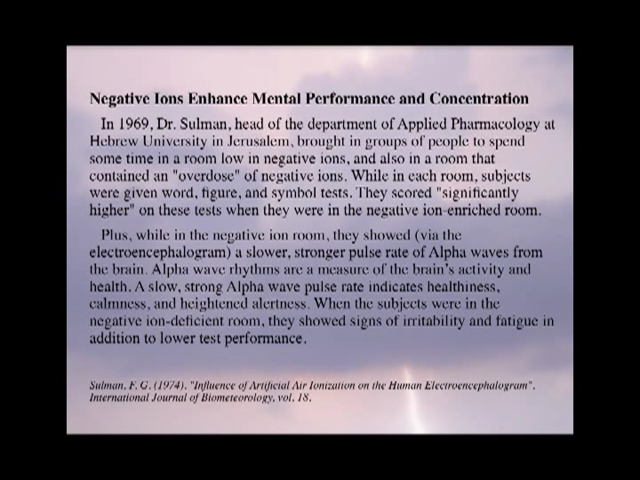 Negative Ions Enhance Mental Performance and Concentration
In 1969, Dr. Sulman, head of the department of Applied Pharmacology at
Hebrew University in Jerusalem, brought in groups of people to spend
some time in a room low in negative ions, and also in a room that
contained an "overdose" of negative ions. While in each room, subjects
were given word, figure, and symbol tests. They scored "significantly
higher" on these tests when they were in the negative ion-enriched room.
Plus, while in the negative ion room, they showed (via the
electroencephalogram) a slower, stronger pulse rate of Alpha waves from
the brain. Alpha wave rhythms are a measure of the brain's activity and
health. A slow, strong Alpha wave pulse rate indicates healthiness,
calmness, and heightened alertness. When the subjects were in the
negative ion-deficient room, they showed signs of irritability and fatigue in
addition to lower test performance.
Sulman, F. G. (1974). "Influence of Artificial Air Ionization on the Human Electroencephalogram".
International Journal of Biometeorology, vol. 18.